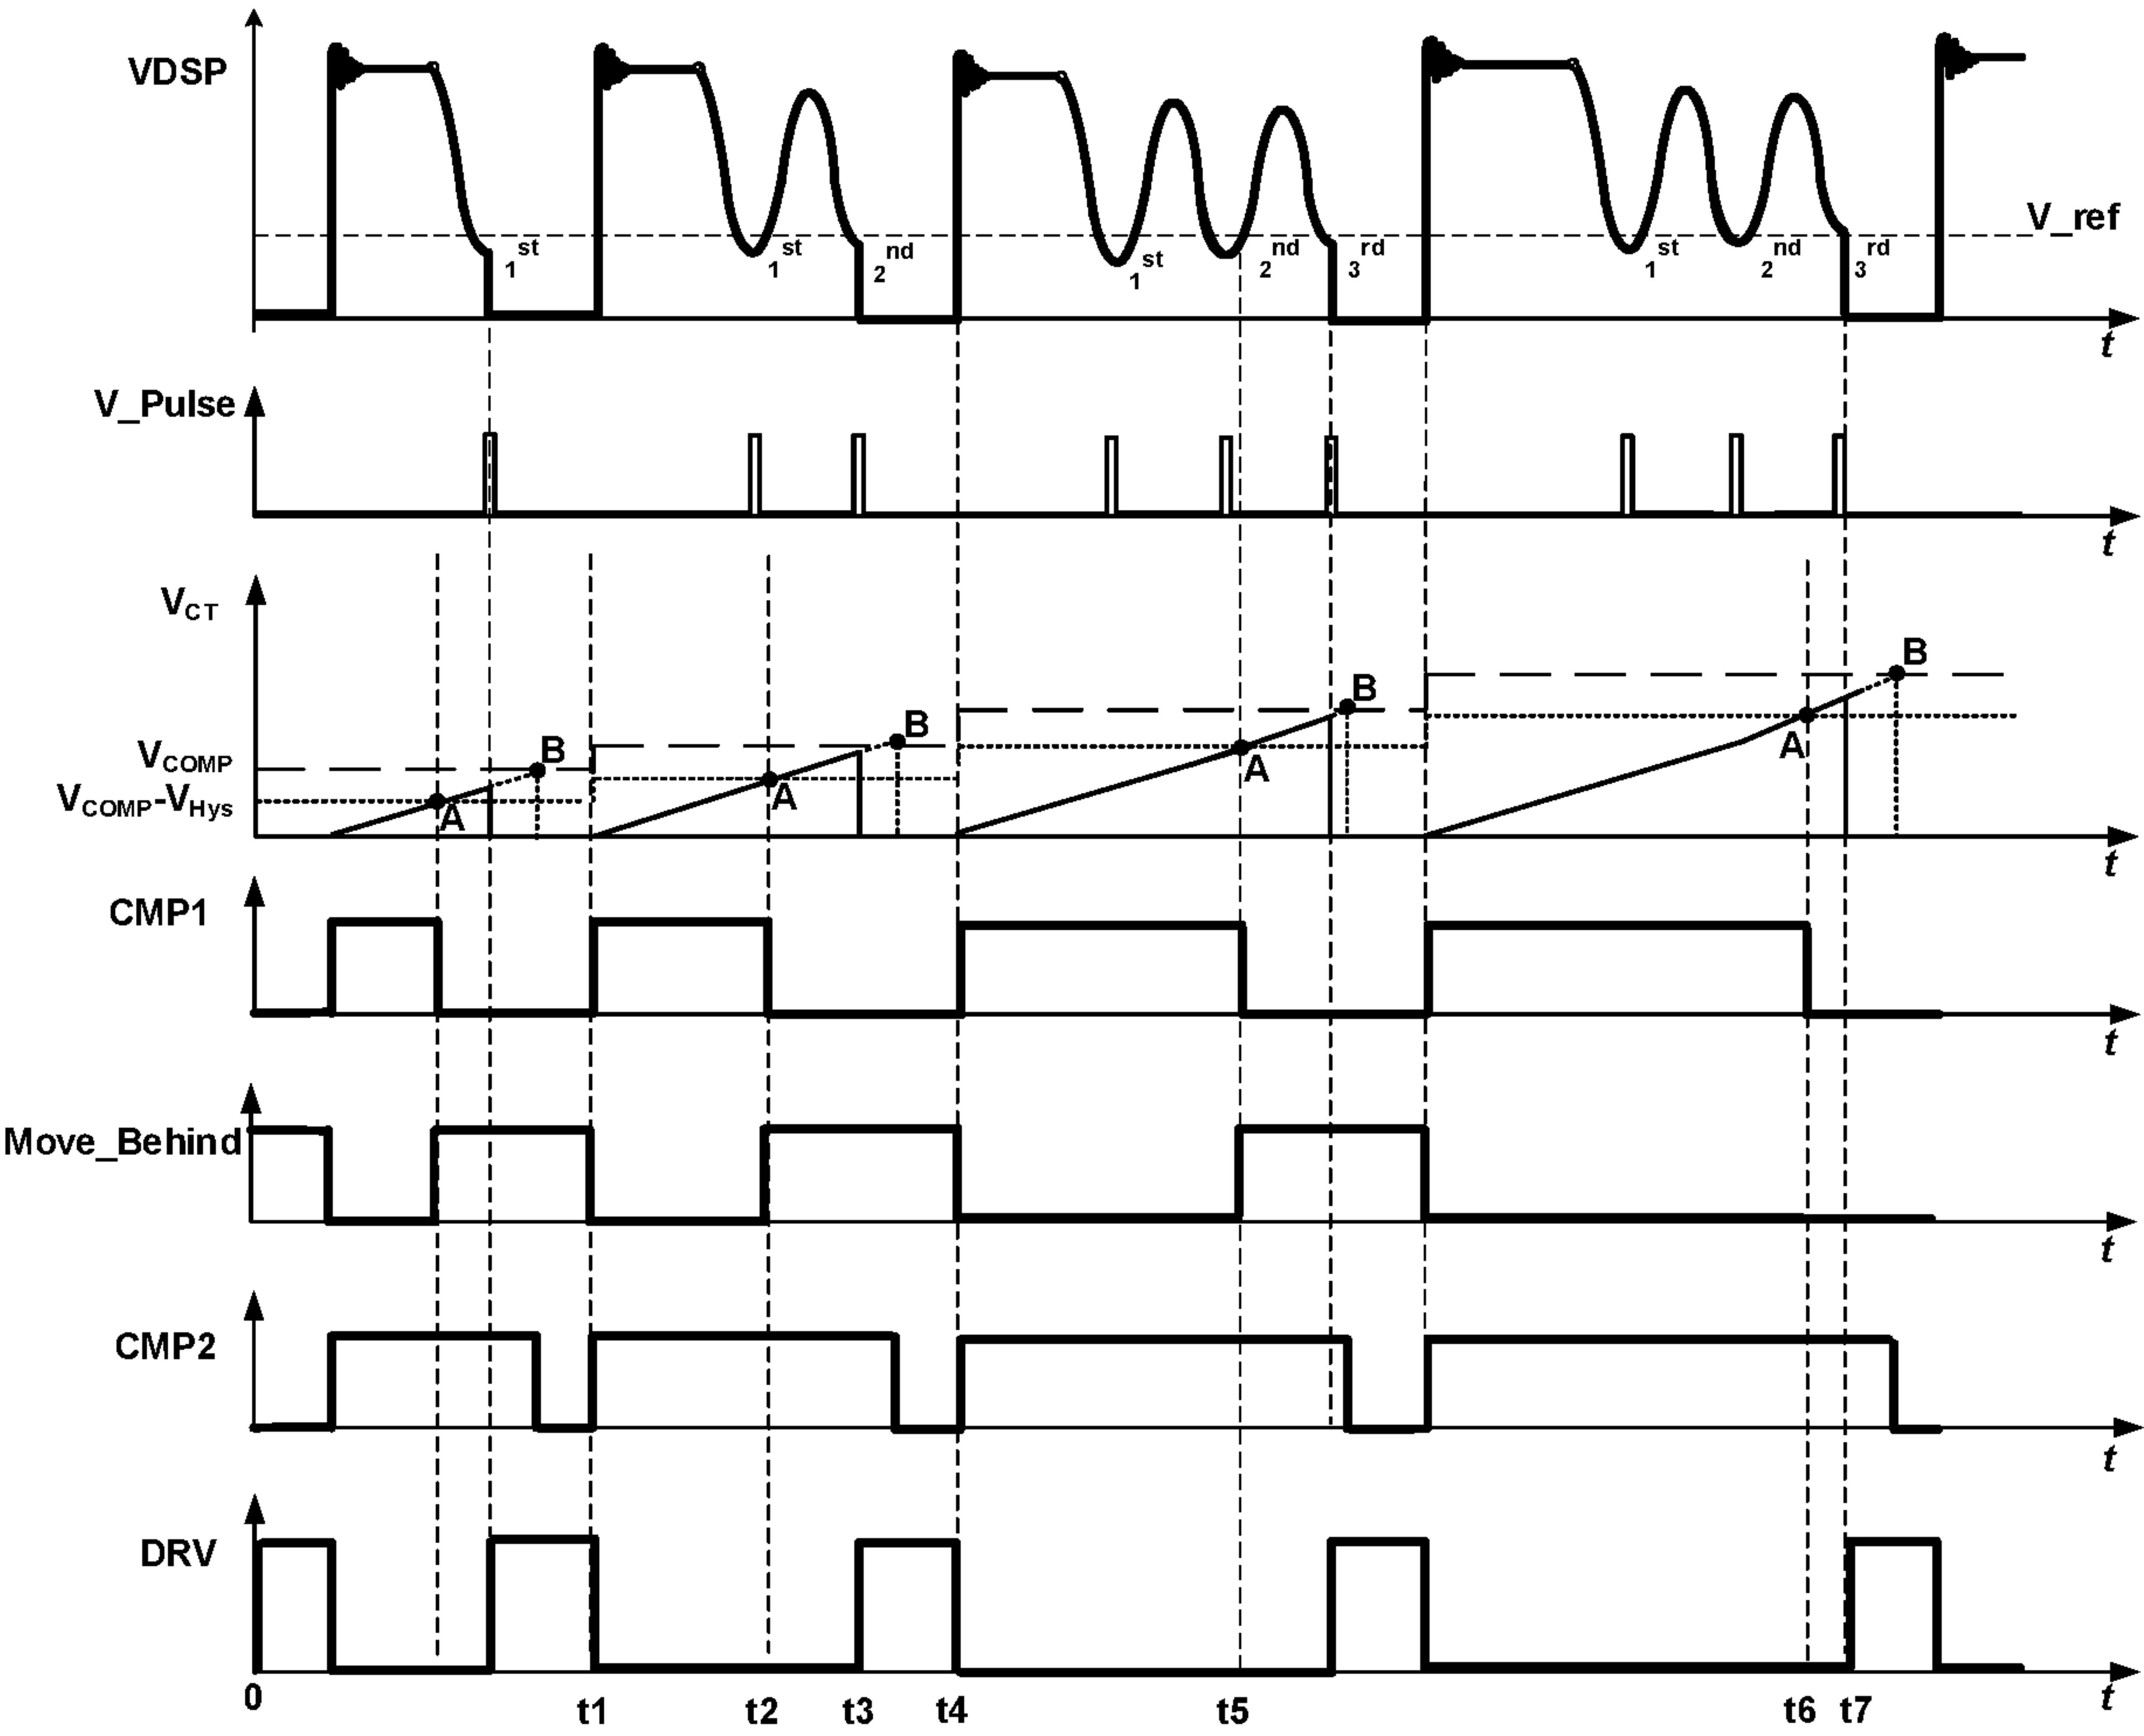 VDSP
V_ref
1st
1st
2nd
1st
2nd
3rd
1st
2nd
3rd
t
V_Pulse
t
VCT
B
B
B
B
VCOMP
VCOMP-VHys
A
A
A
A
t
CMP1
t
Move_Behind
t
CMP2
t
DRV
t
0 t1 t2 t3 t4 t5 t6 t7